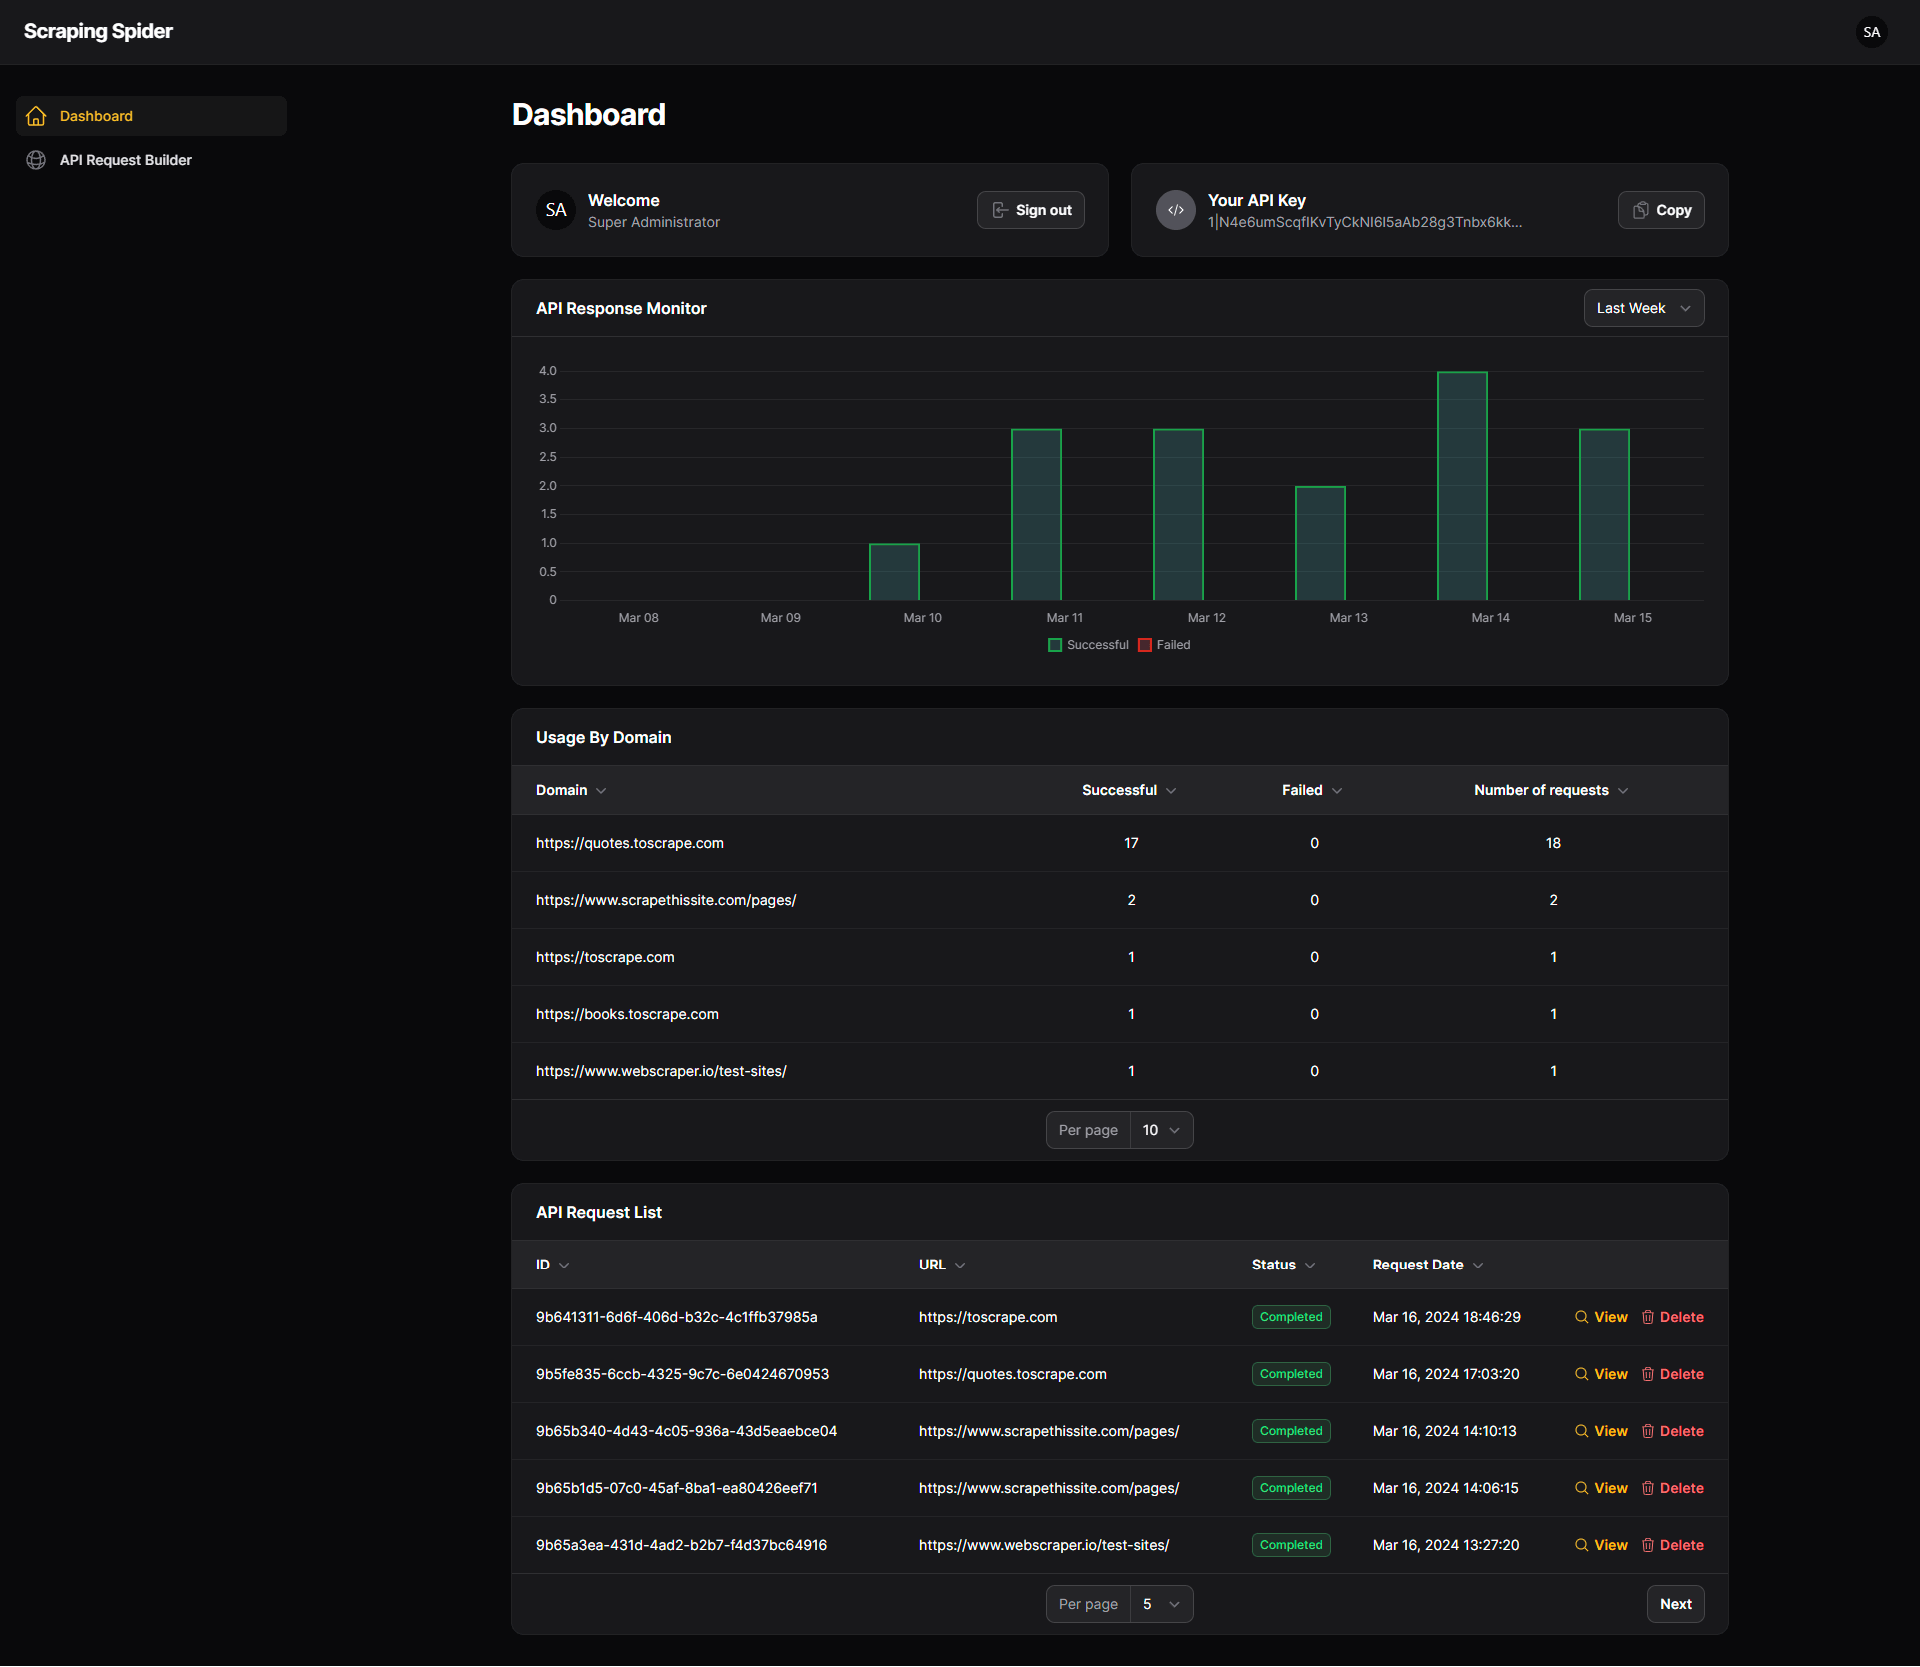 Scraping Spider
SA
Dashboard
API Request Builder
Dashboard
SA
Welcome
Super Administrator
Sign out
Your API Key
Copy
API Response Monitor
Last Week
4.0
3.5
3.0
2.5
2.0
1.5
1.0
0.5
0
Mar 08 Mar 09 Mar 10 Mar 11 Mar 12 Mar 13 Mar 14 Mar 15
Successful Failed
Usage By Domain
Domain Successful Failed Number of requests
https://quotes.toscrape.com 17 0 18
https://www.scrapethissite.com/pages/ 2 0 2
https://toscrape.com 1 0 1
https://books.toscrape.com 1 0 1
https://www.webscraper.io/test-sites/ 1 0 1
Per page 10
API Request List
ID URL Status Request Date
9b641311-6d6f-406d-b32c-4c1ffb37985a https://toscrape.com Completed Mar 16, 2024 18:46:29 View Delete
9b5fe835-6ccb-4325-9c7c-6e0424670953 https://quotes.toscrape.com Completed Mar 16, 2024 17:03:20 View Delete
9b65b340-4d43-4c05-936a-43d5eaebce04 https://www.scrapethissite.com/pages/ Completed Mar 16, 2024 14:10:13 View Delete
9b65b1d5-07c0-45af-8ba1-ea80426eef71 https://www.scrapethissite.com/pages/ Completed Mar 16, 2024 14:06:15 View Delete
9b65a3ea-431d-4ad2-b2b7-f4d37bc64916 https://www.webscraper.io/test-sites/ Completed Mar 16, 2024 13:27:20 View Delete
Per page 5
Next